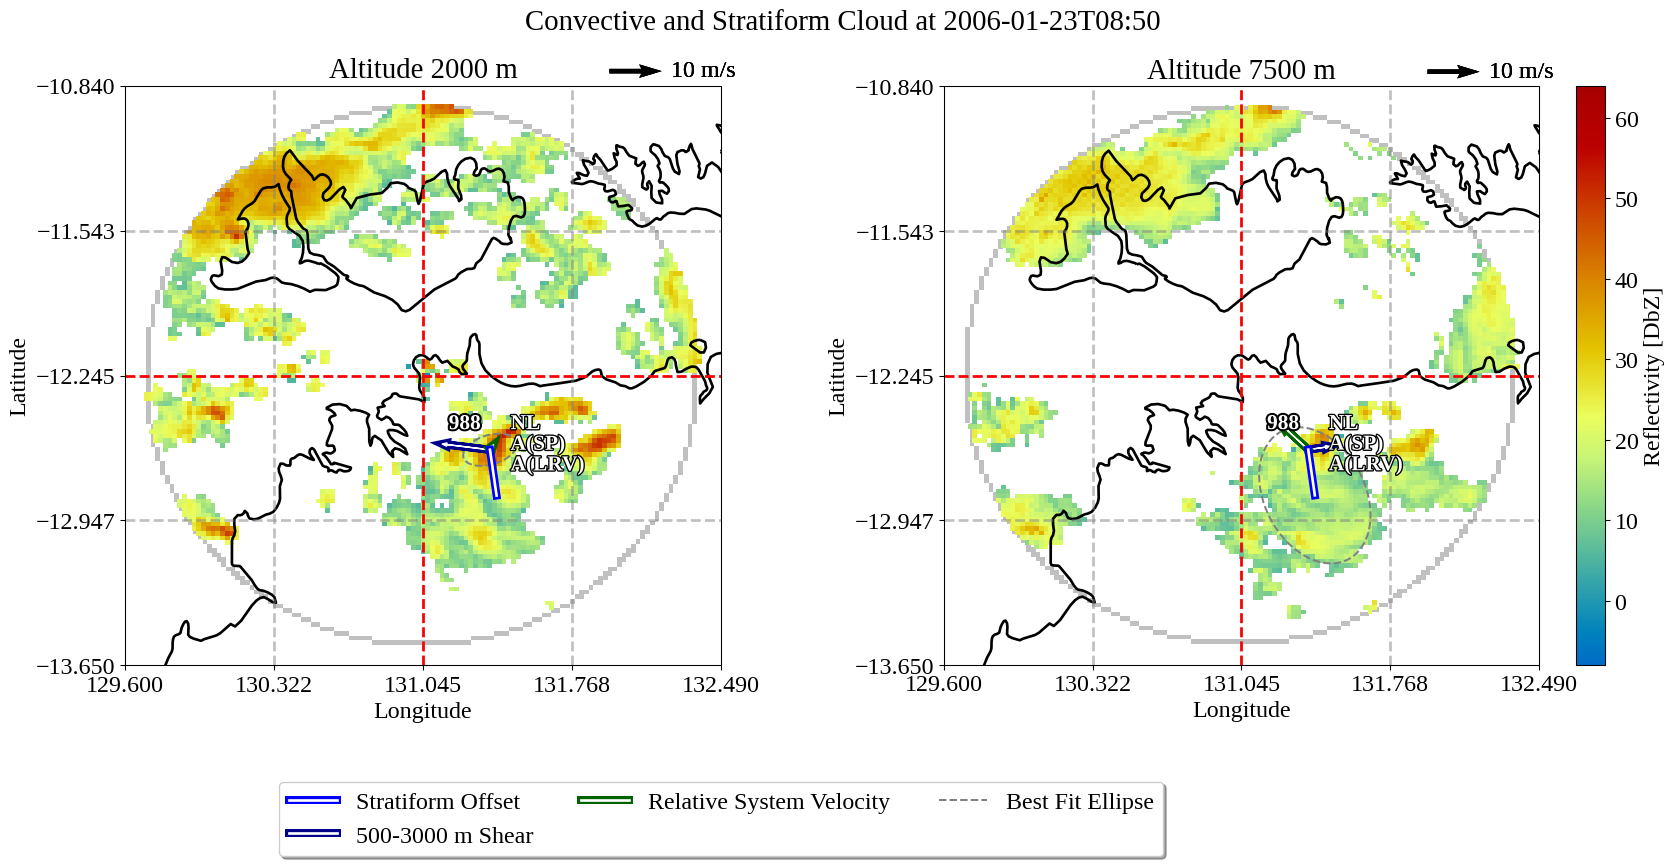 Convective and Stratiform Cloud at 2006-01-23T08:50
Altitude 2000 m
10 m/s
−10.840
−11.543
−12.245
−12.947
−13.650
Latitude
129.600
130.322
131.045
131.768
132.490
Longitude
988
NL
A(SP)
A(LRV)
Altitude 7500 m
10 m/s
−10.840
−11.543
−12.245
−12.947
−13.650
Latitude
129.600
130.322
131.045
131.768
132.490
Longitude
988
NL
A(SP)
A(LRV)
60
50
40
30
20
10
0
Reflectivity [DbZ]
Stratiform Offset
Relative System Velocity
Best Fit Ellipse
500-3000 m Shear